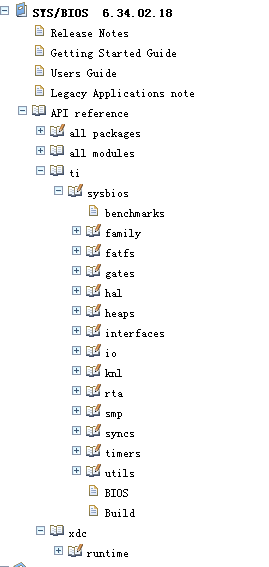 SYS/BIOS 6.34.02.18
Release Notes
Getting Started Guide
Users Guide
Legacy Applications note
API reference
all packages
all modules
ti
sysbios
benchmarks
family
fatfs
gates
hal
heaps
interfaces
io
knl
rta
smp
syncs
timers
utils
BIOS
Build
xdc
runtime